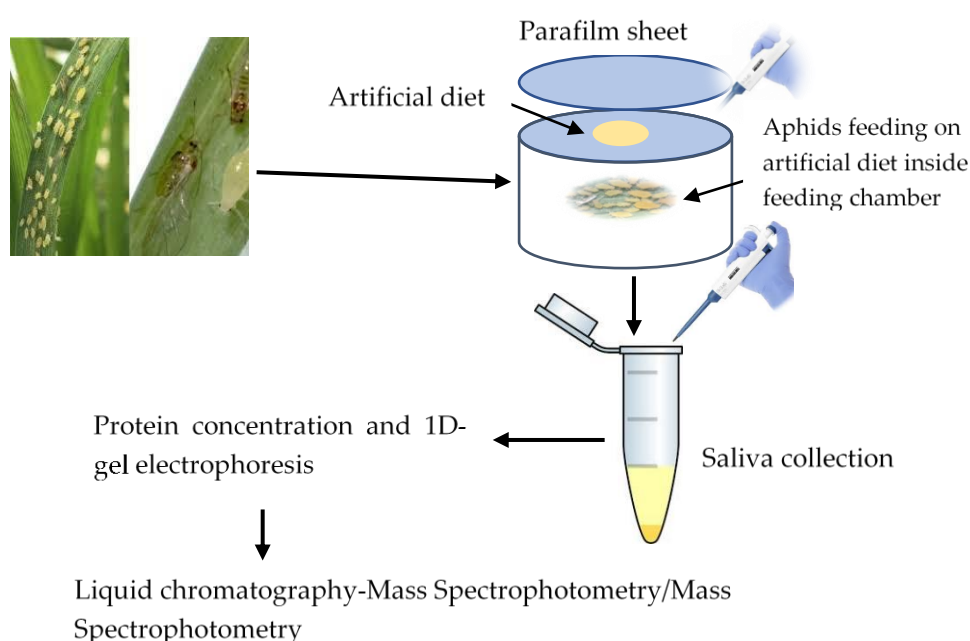 Parafilm sheet
Artificial diet
Aphids feeding on
artificial diet inside
feeding chamber
Saliva collection
Protein concentration and 1D-
gel electrophoresis
Liquid chromatography-Mass Spectrophotometry/Mass
Spectrophotometry